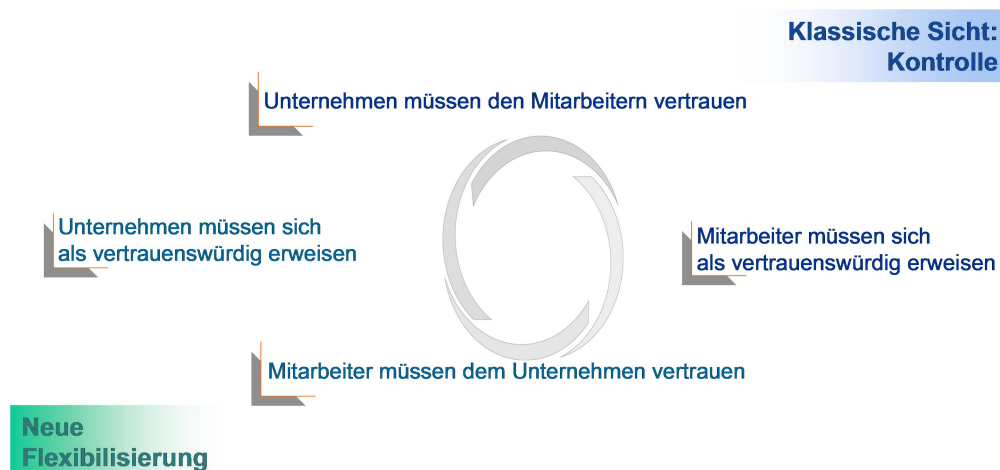 Klassische Sicht:
Kontrolle
Unternehmen müssen den Mitarbeitern vertrauen
Unternehmen müssen sich
als vertrauenswürdig erweisen
Mitarbeiter müssen sich
als vertrauenswürdig erweisen
Mitarbeiter müssen dem Unternehmen vertrauen
Neue
Flexibilisierung